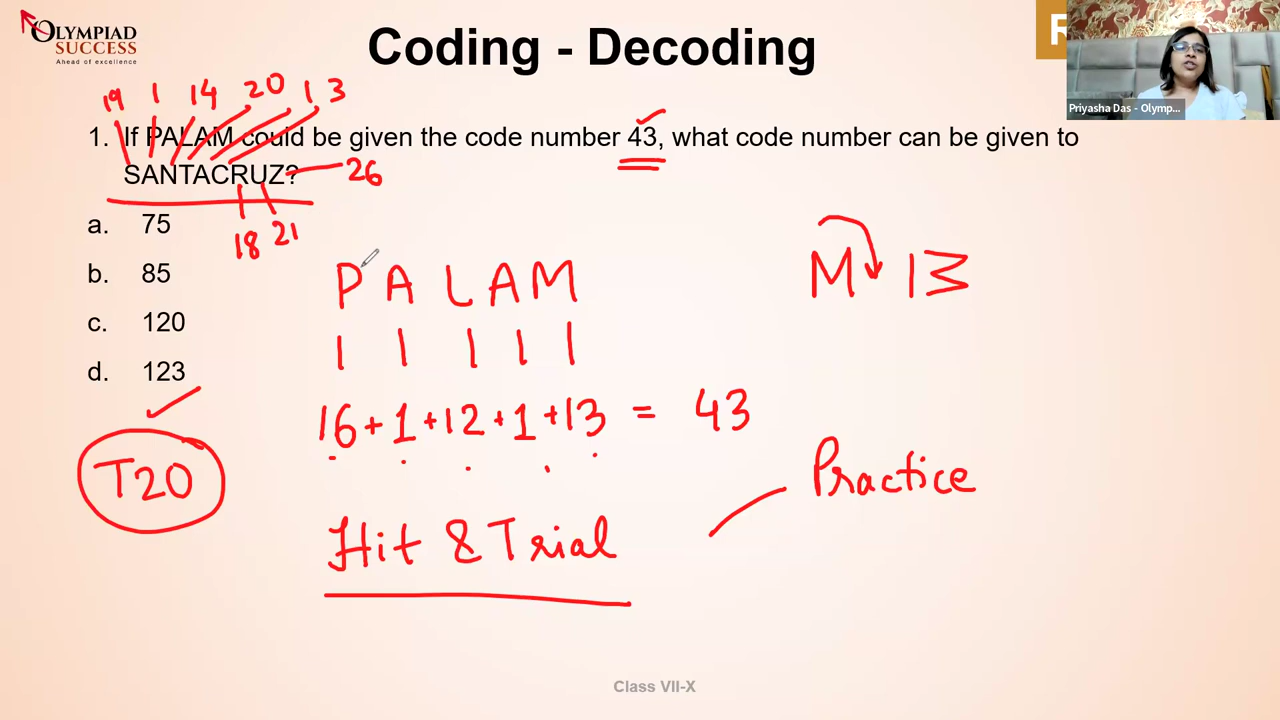 OLYMPIAD
SUCCESS
Ahead of excellence
Coding - Decoding
R
Priyasha Das - Olymp...
19 1 14 20 1 3
1. If PALAM could be given the code number 43, what code number can be given to
SANTACRUZ?
26
18 21
a. 75
b. 85
c. 120
d. 123
P A L A M
M 13
16 + 1 + 12 + 1 + 13 = 43
T20
Practice
Hit & Trial
Class VII-X